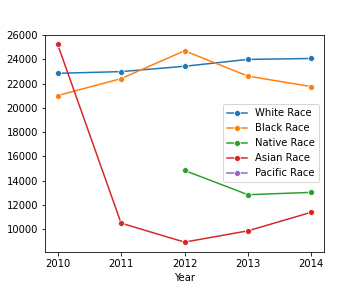 26000
24000
22000
20000
18000
16000
14000
12000
10000
White Race
Black Race
Native Race
Asian Race
Pacific Race
2010 2011 2012 2013 2014
Year